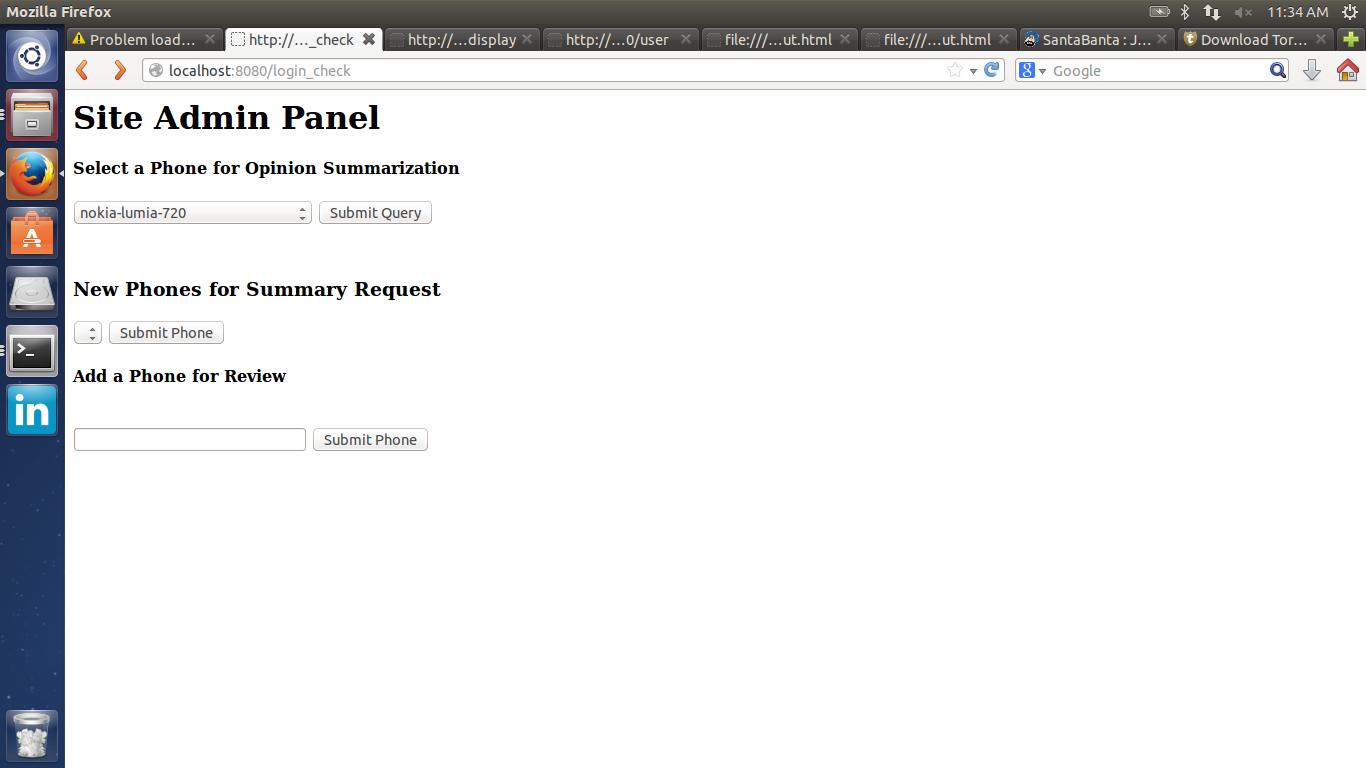 Mozilla Firefox
11:34 AM
Problem load...
http://..._check
http://...display
http://...0/user
file:///...ut.html
file:///...ut.html
SantaBanta : J...
Download Tor...
localhost:8080/login_check
8
Google
Site Admin Panel
Select a Phone for Opinion Summarization
nokia-lumia-720
Submit Query
New Phones for Summary Request
Submit Phone
Add a Phone for Review
Submit Phone
>_
in